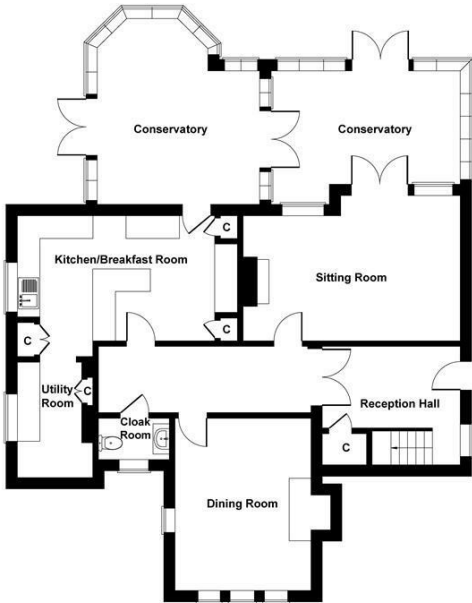 Conservatory
Conservatory
C
Kitchen/Breakfast Room
Sitting Room
C
C
C
Utility
Room
Reception Hall
Cloak
Room
C
Dining Room